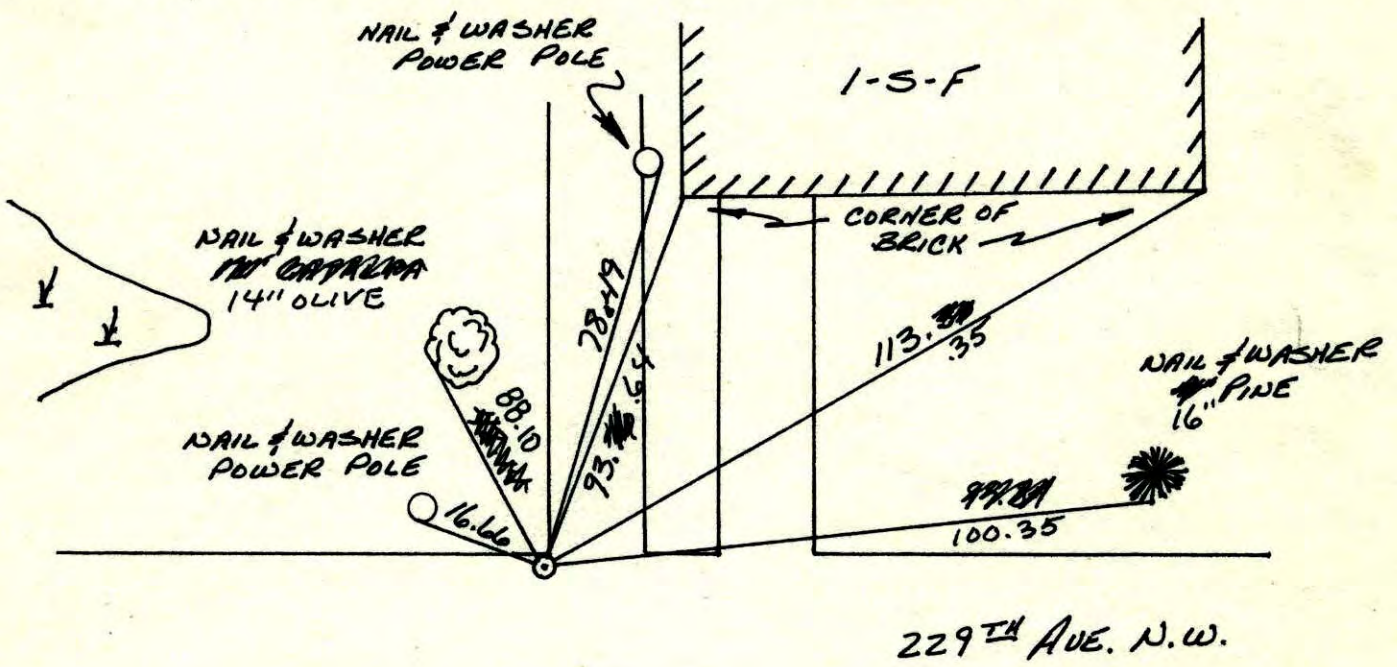 NAIL & WASHER
POWER POLE
1-S-F
NAIL & WASHER
14" OLIVE
CORNER OF
BRICK
78.49
93. .64
113.
.35
NAIL & WASHER
PINE
16"
88.10
NAIL & WASHER
POWER POLE
16.66
100.35
229TH AVE. N.W.